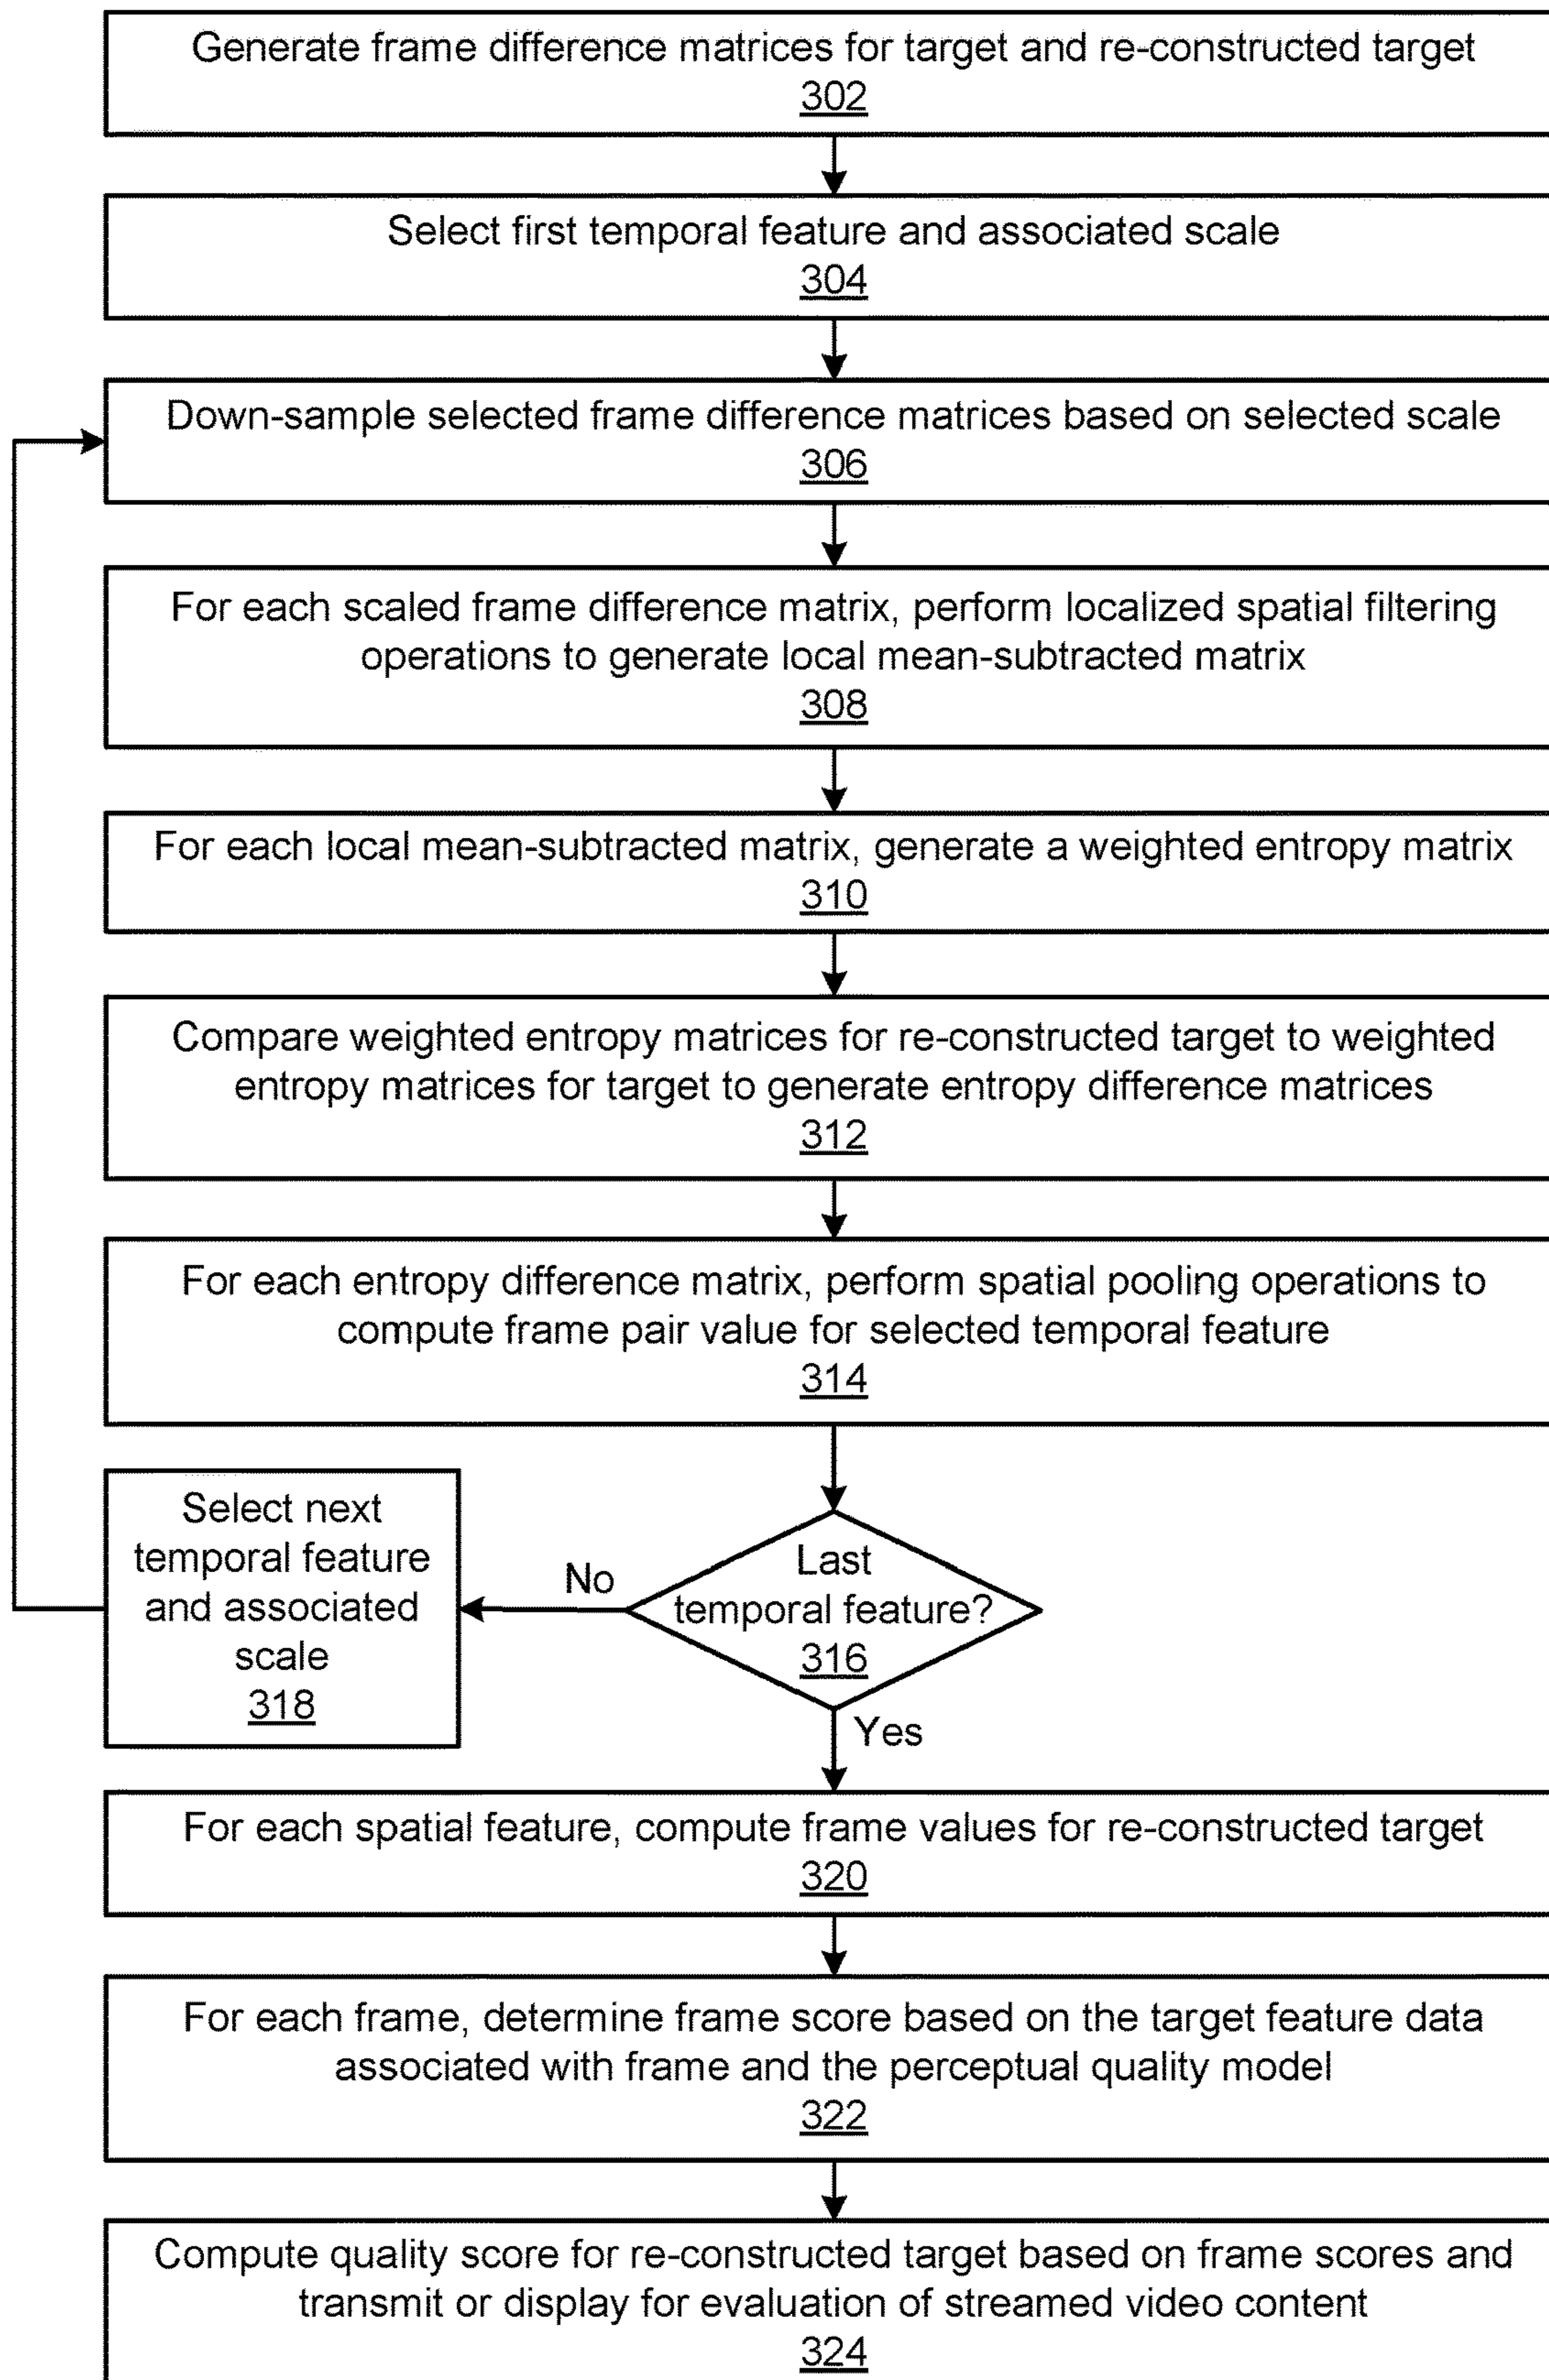 Generate frame difference matrices for target and re-constructed target
302
Select first temporal feature and associated scale
304
Down-sample selected frame difference matrices based on selected scale
306
For each scaled frame difference matrix, perform localized spatial filtering
operations to generate local mean-subtracted matrix
308
For each local mean-subtracted matrix, generate a weighted entropy matrix
310
Compare weighted entropy matrices for re-constructed target to weighted
entropy matrices for target to generate entropy difference matrices
312
For each entropy difference matrix, perform spatial pooling operations to
compute frame pair value for selected temporal feature
314
Last
temporal feature?
316
No
Select next
temporal feature
and associated
scale
318
Yes
For each spatial feature, compute frame values for re-constructed target
320
For each frame, determine frame score based on the target feature data
associated with frame and the perceptual quality model
322
Compute quality score for re-constructed target based on frame scores and
transmit or display for evaluation of streamed video content
324